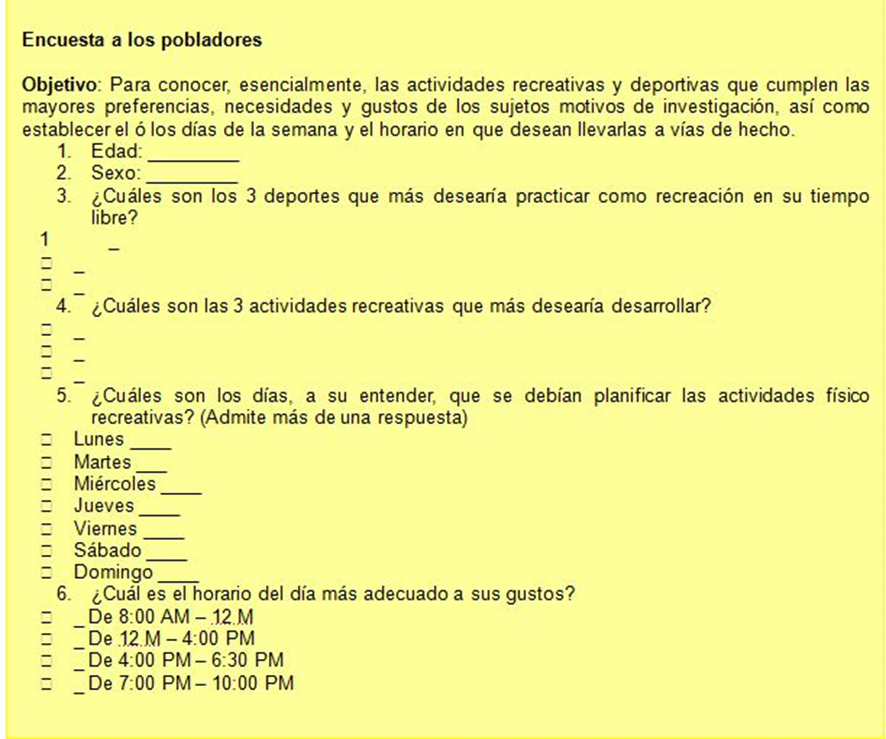 Encuesta a los pobladores
Objetivo: Para conocer, esencialmente, las actividades recreativas y deportivas que cumplen las
mayores preferencias, necesidades y gustos de los sujetos motivos de investigación, así como
establecer el ó los días de la semana y el horario en que desean llevarlas a vías de hecho.
1. Edad: _________
2. Sexo: _________
3. ¿Cuáles son los 3 deportes que más desearía practicar como recreación en su tiempo
libre?
1 _
□ _
□ _
4. ¿Cuáles son las 3 actividades recreativas que más desearía desarrollar?
□ _
□ _
□ _
5. ¿Cuáles son los días, a su entender, que se debían planificar las actividades físico
recreativas? (Admite más de una respuesta)
□ Lunes ____
□ Martes ___
□ Miércoles ____
□ Jueves ____
□ Viernes ____
□ Sábado ____
□ Domingo ____
6. ¿Cuál es el horario del día más adecuado a sus gustos?
□ _ De 8:00 AM – 12.M
□ _ De 12.M – 4:00 PM
□ _ De 4:00 PM – 6:30 PM
□ _ De 7:00 PM – 10:00 PM